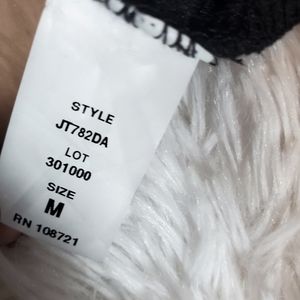 STYLE
JT782DA
LOT
301000
SIZE
M
RN 108721